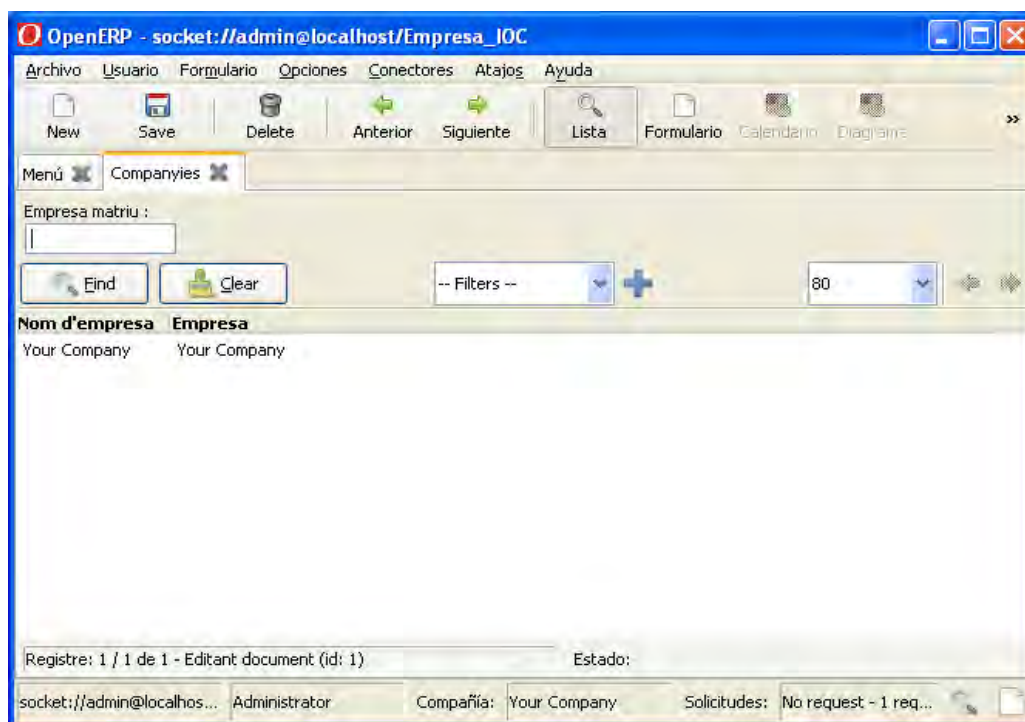 OpenERP - socket://admin@localhost/Empresa_IOC
Archivo Usuario Formulario Opciones Conectores Atajos Ayuda
New Save Delete Anterior Siguiente Lista Formulario Calendario Diagrama »
Menú Companyies
Empresa matriu :
Find Clear -- Filters -- 80
Nom d'empresa Empresa
Your Company Your Company
Registre: 1 / 1 de 1 - Editant document (id: 1) Estado:
socket://admin@localhos... Administrator Compañía: Your Company Solicitudes: No request - 1 req...